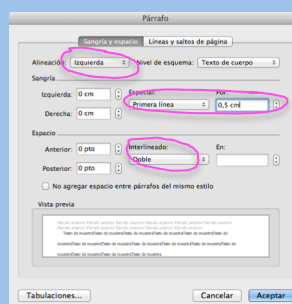 Párrafo
Sangría y espacio Líneas y saltos de página
Alineación: Izquierda Nivel de esquema: Texto de cuerpo
Sangría
Izquierda: 0 cm Especial: Por:
Primera línea 0,5 cm
Derecha: 0 cm
Espacio
Anterior: 0 pto Interlineado: En:
Doble
Posterior: 0 pto
No agregar espacio entre párrafos del mismo estilo
Vista previa
Tabulaciones... Cancelar Aceptar